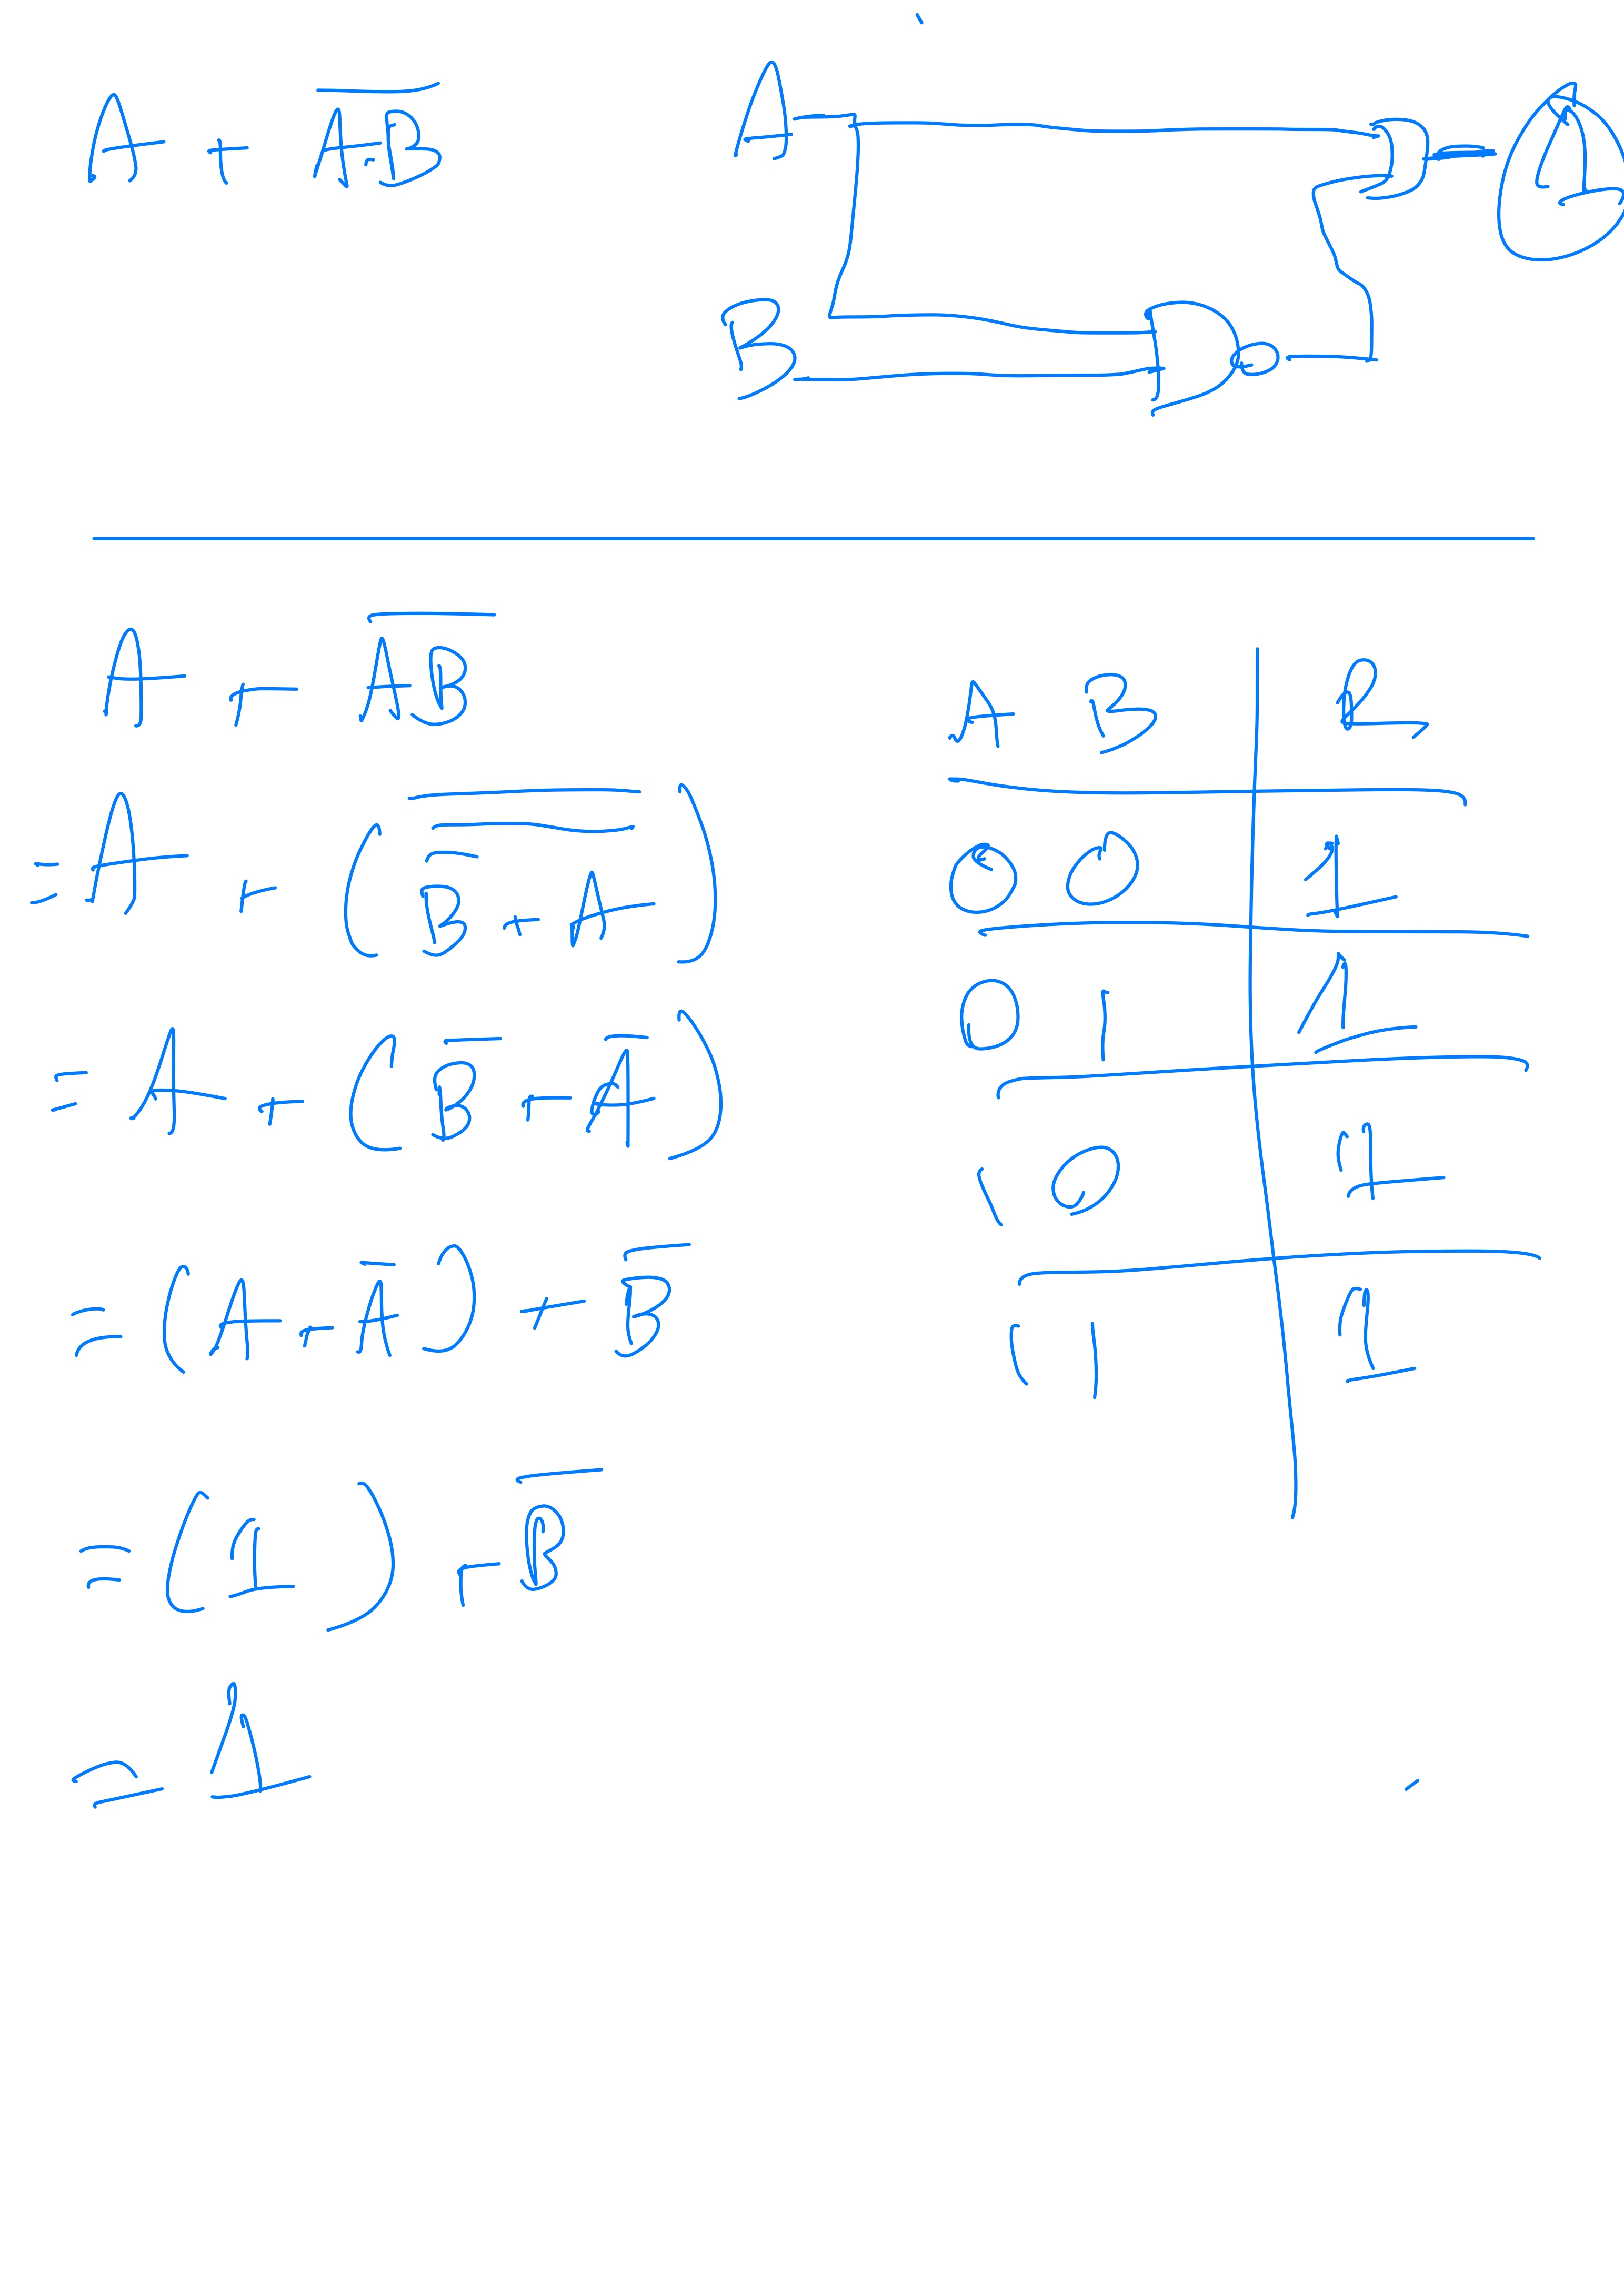 A + \overline{A·B}
A
B
1
A + \overline{AB}
= A + (\overline{\overline{\overline{B} + A}})
= A + (\overline{B} + \overline{A})
= (A + \overline{A}) + \overline{B}
= (1) + \overline{B}
= 1
A B | R
0 0 | 1
0 1 | 1
1 0 | 1
1 1 | 1